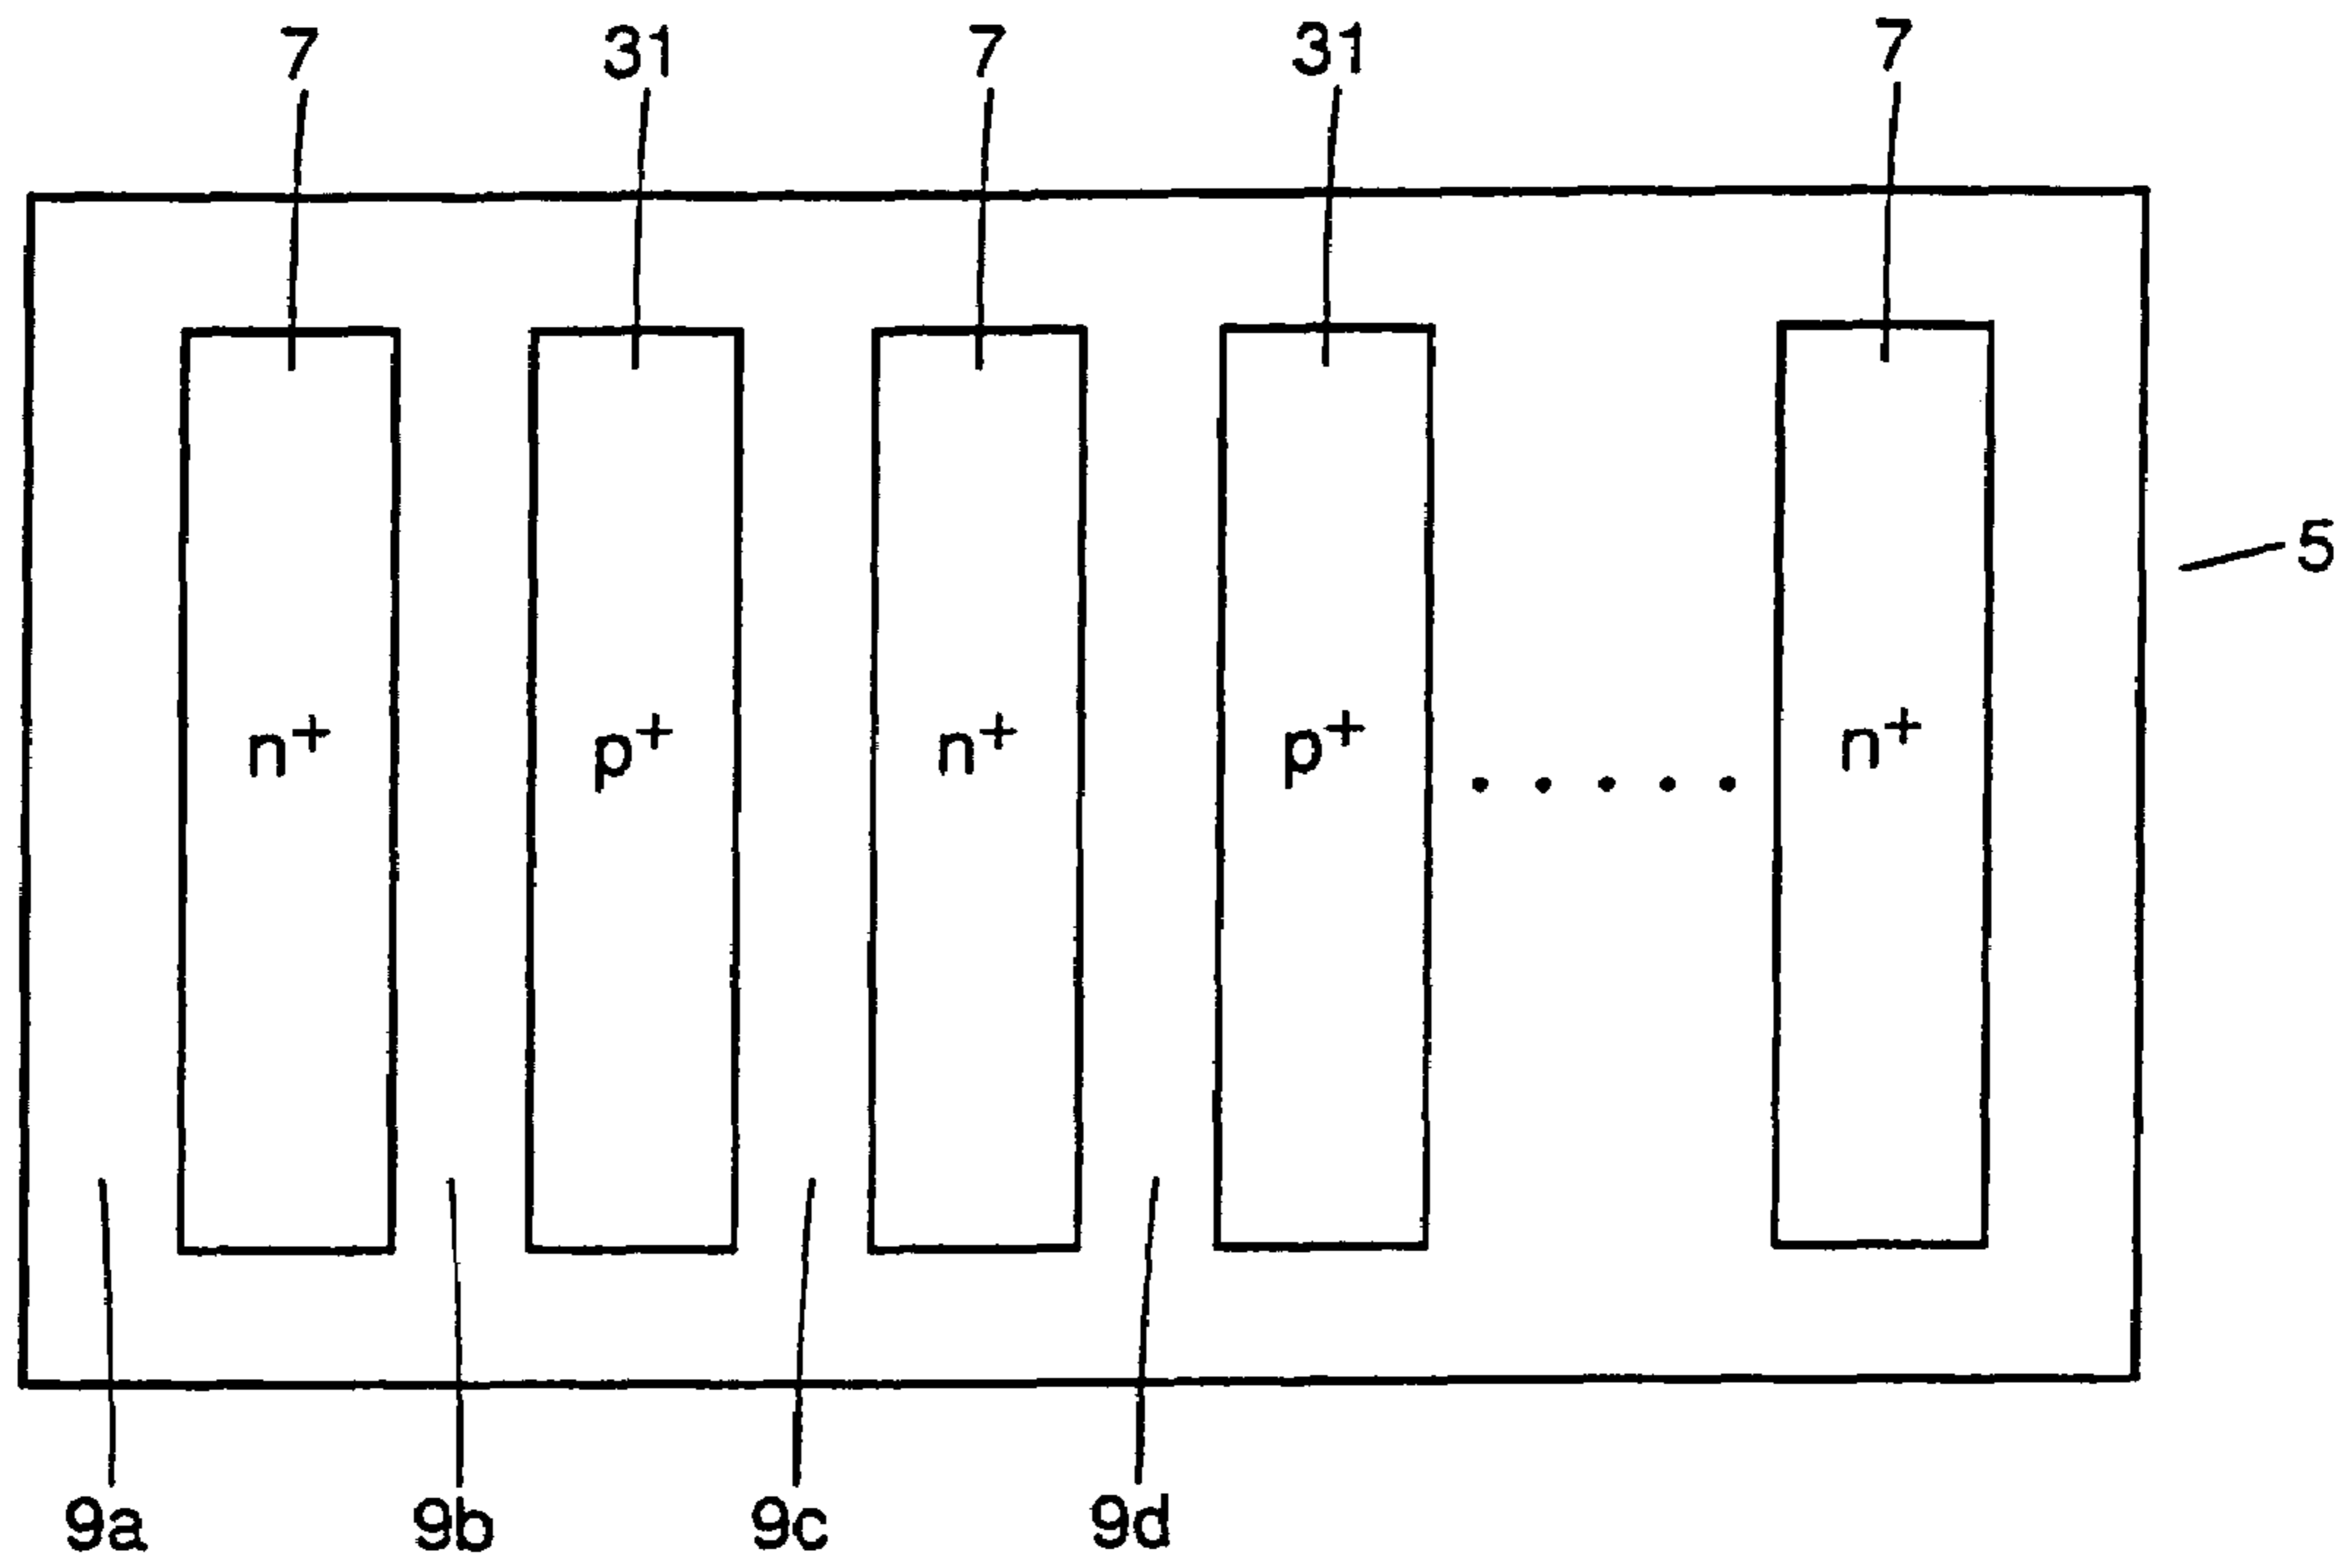 7 31 7 31 7
5
n+ p+ n+ p+ ..... n+
9a 9b 9c 9d